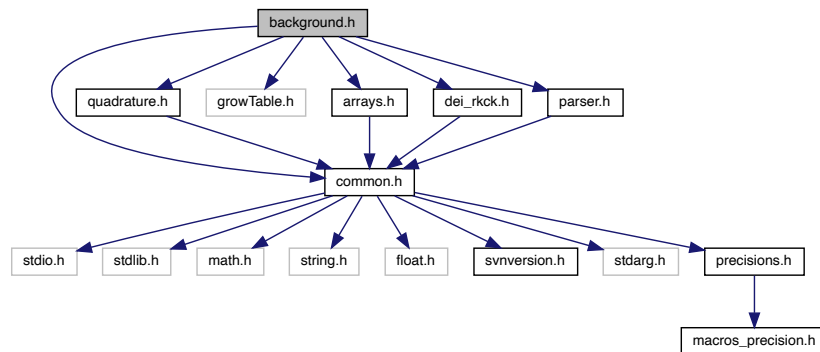 background.h
quadrature.h
growTable.h
arrays.h
dei_rkck.h
parser.h
common.h
stdio.h
stdlib.h
math.h
string.h
float.h
svnversion.h
stdarg.h
precisions.h
macros_precision.h